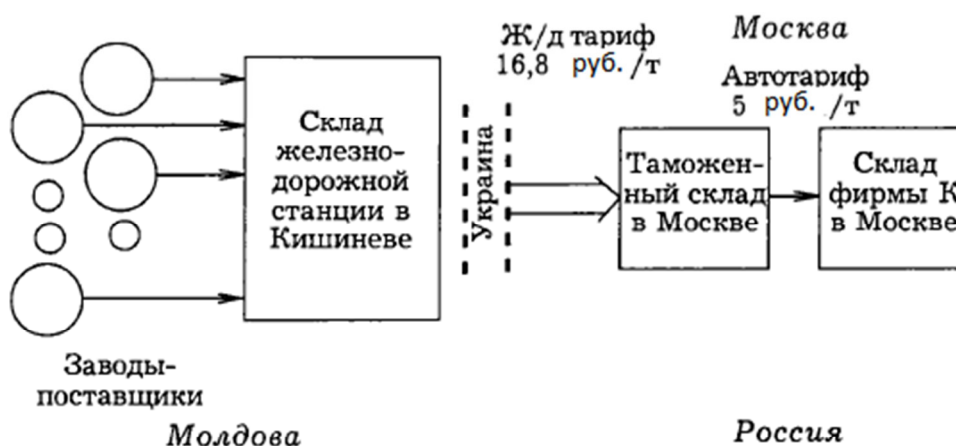 Ж/д тариф
16,8 руб. /т
Москва
Автотариф
5 руб. /т
Склад
железно-
дорожной
станции в
Кишиневе
Украина
Таможен-
ный склад
в Москве
Склад
фирмы К
в Москве
Заводы-
поставщики
Молдова
Россия